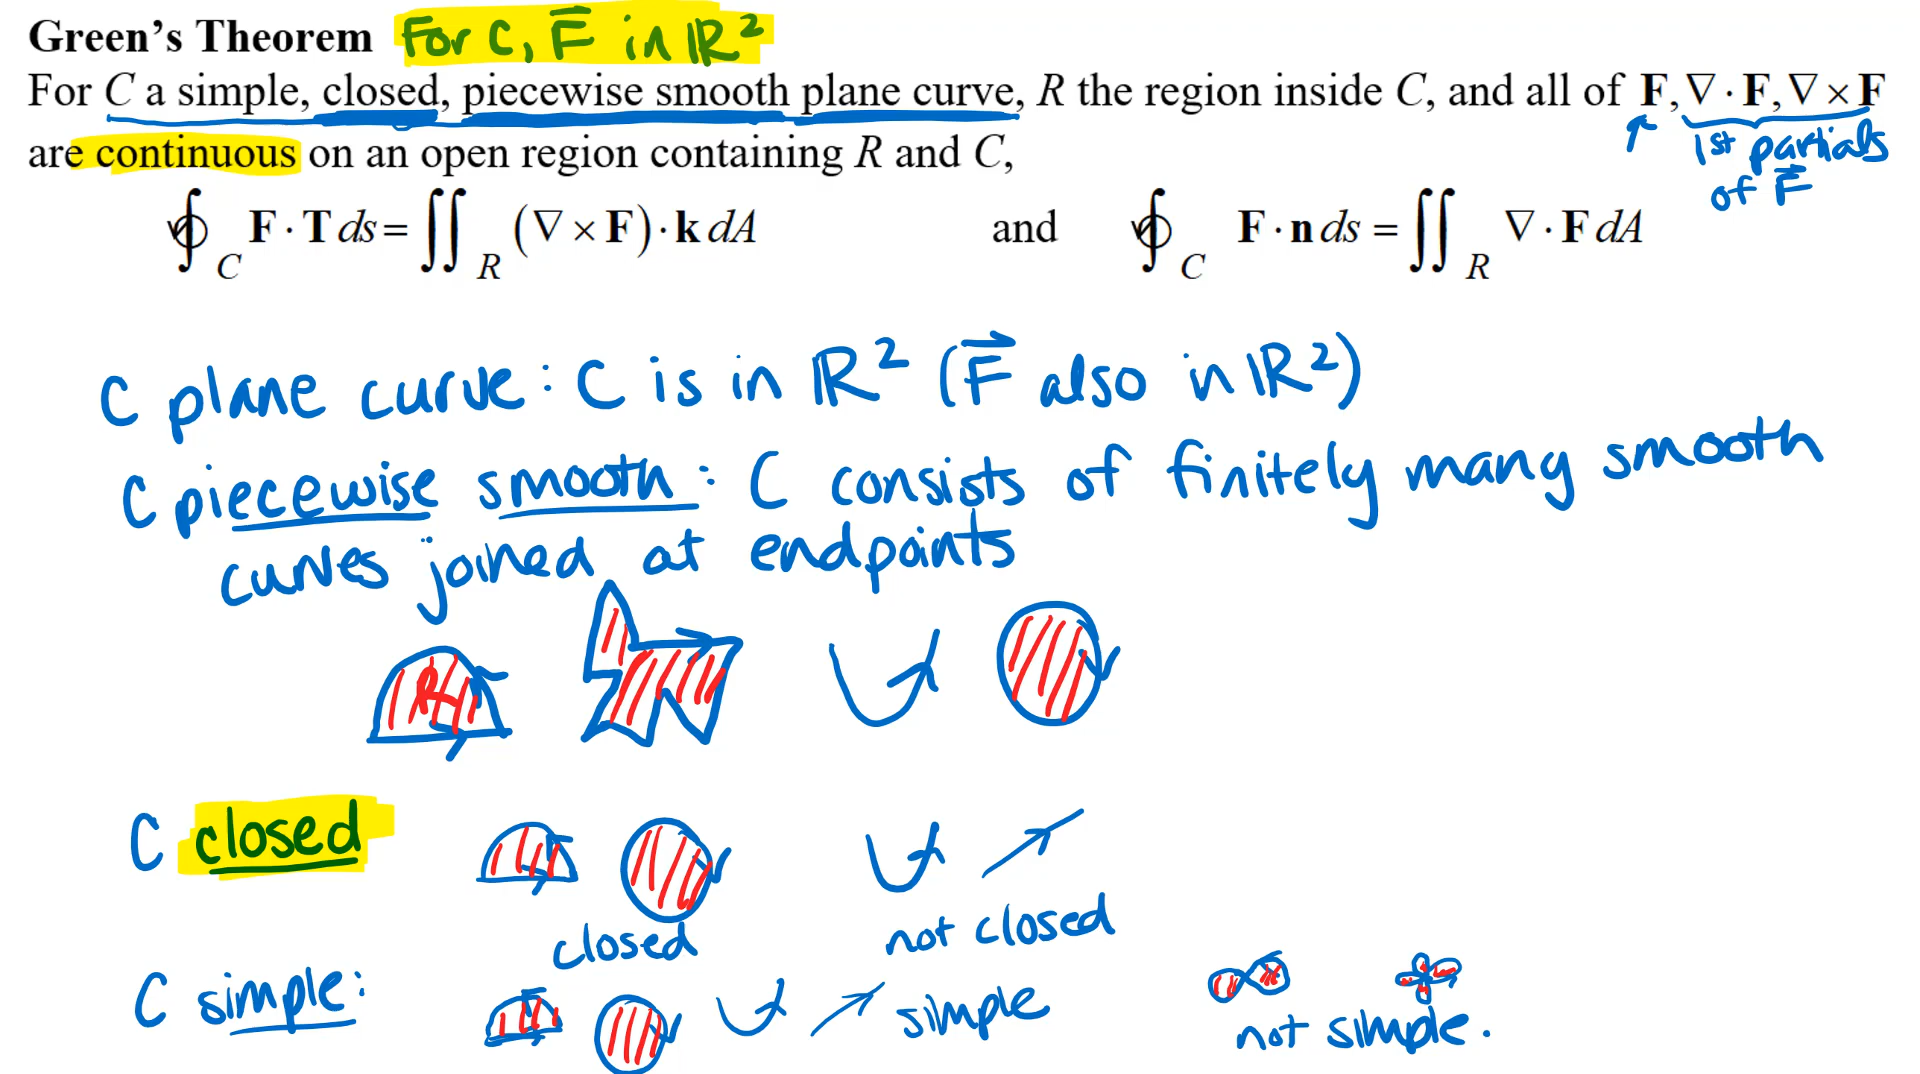 Green's Theorem For C, F⃗ in ℝ²
For C a simple, closed, piecewise smooth plane curve, R the region inside C, and all of F, ∇ · F, ∇ × F
are continuous on an open region containing R and C,
1st partials
of F⃗
∮_C F · T ds = ∬_R (∇ × F) · k dA and ∮_C F · n ds = ∬_R ∇ · F dA
C plane curve: C is in ℝ² (F⃗ also in ℝ²)
C piecewise smooth: C consists of finitely many smooth
curves joined at endpoints
R
C closed
closed not closed
C simple: simple
not simple.